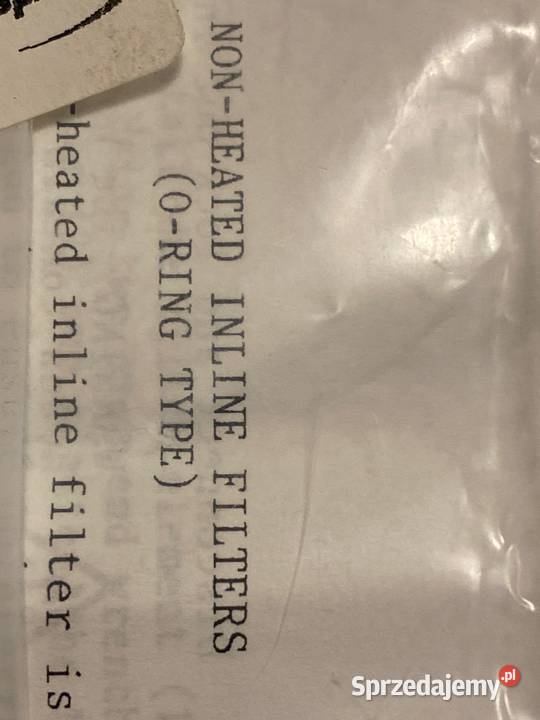 NON-HEATED INLINE FILTERS
(O-RING TYPE)
-heated inline filter is
Sprzedajemy.pl